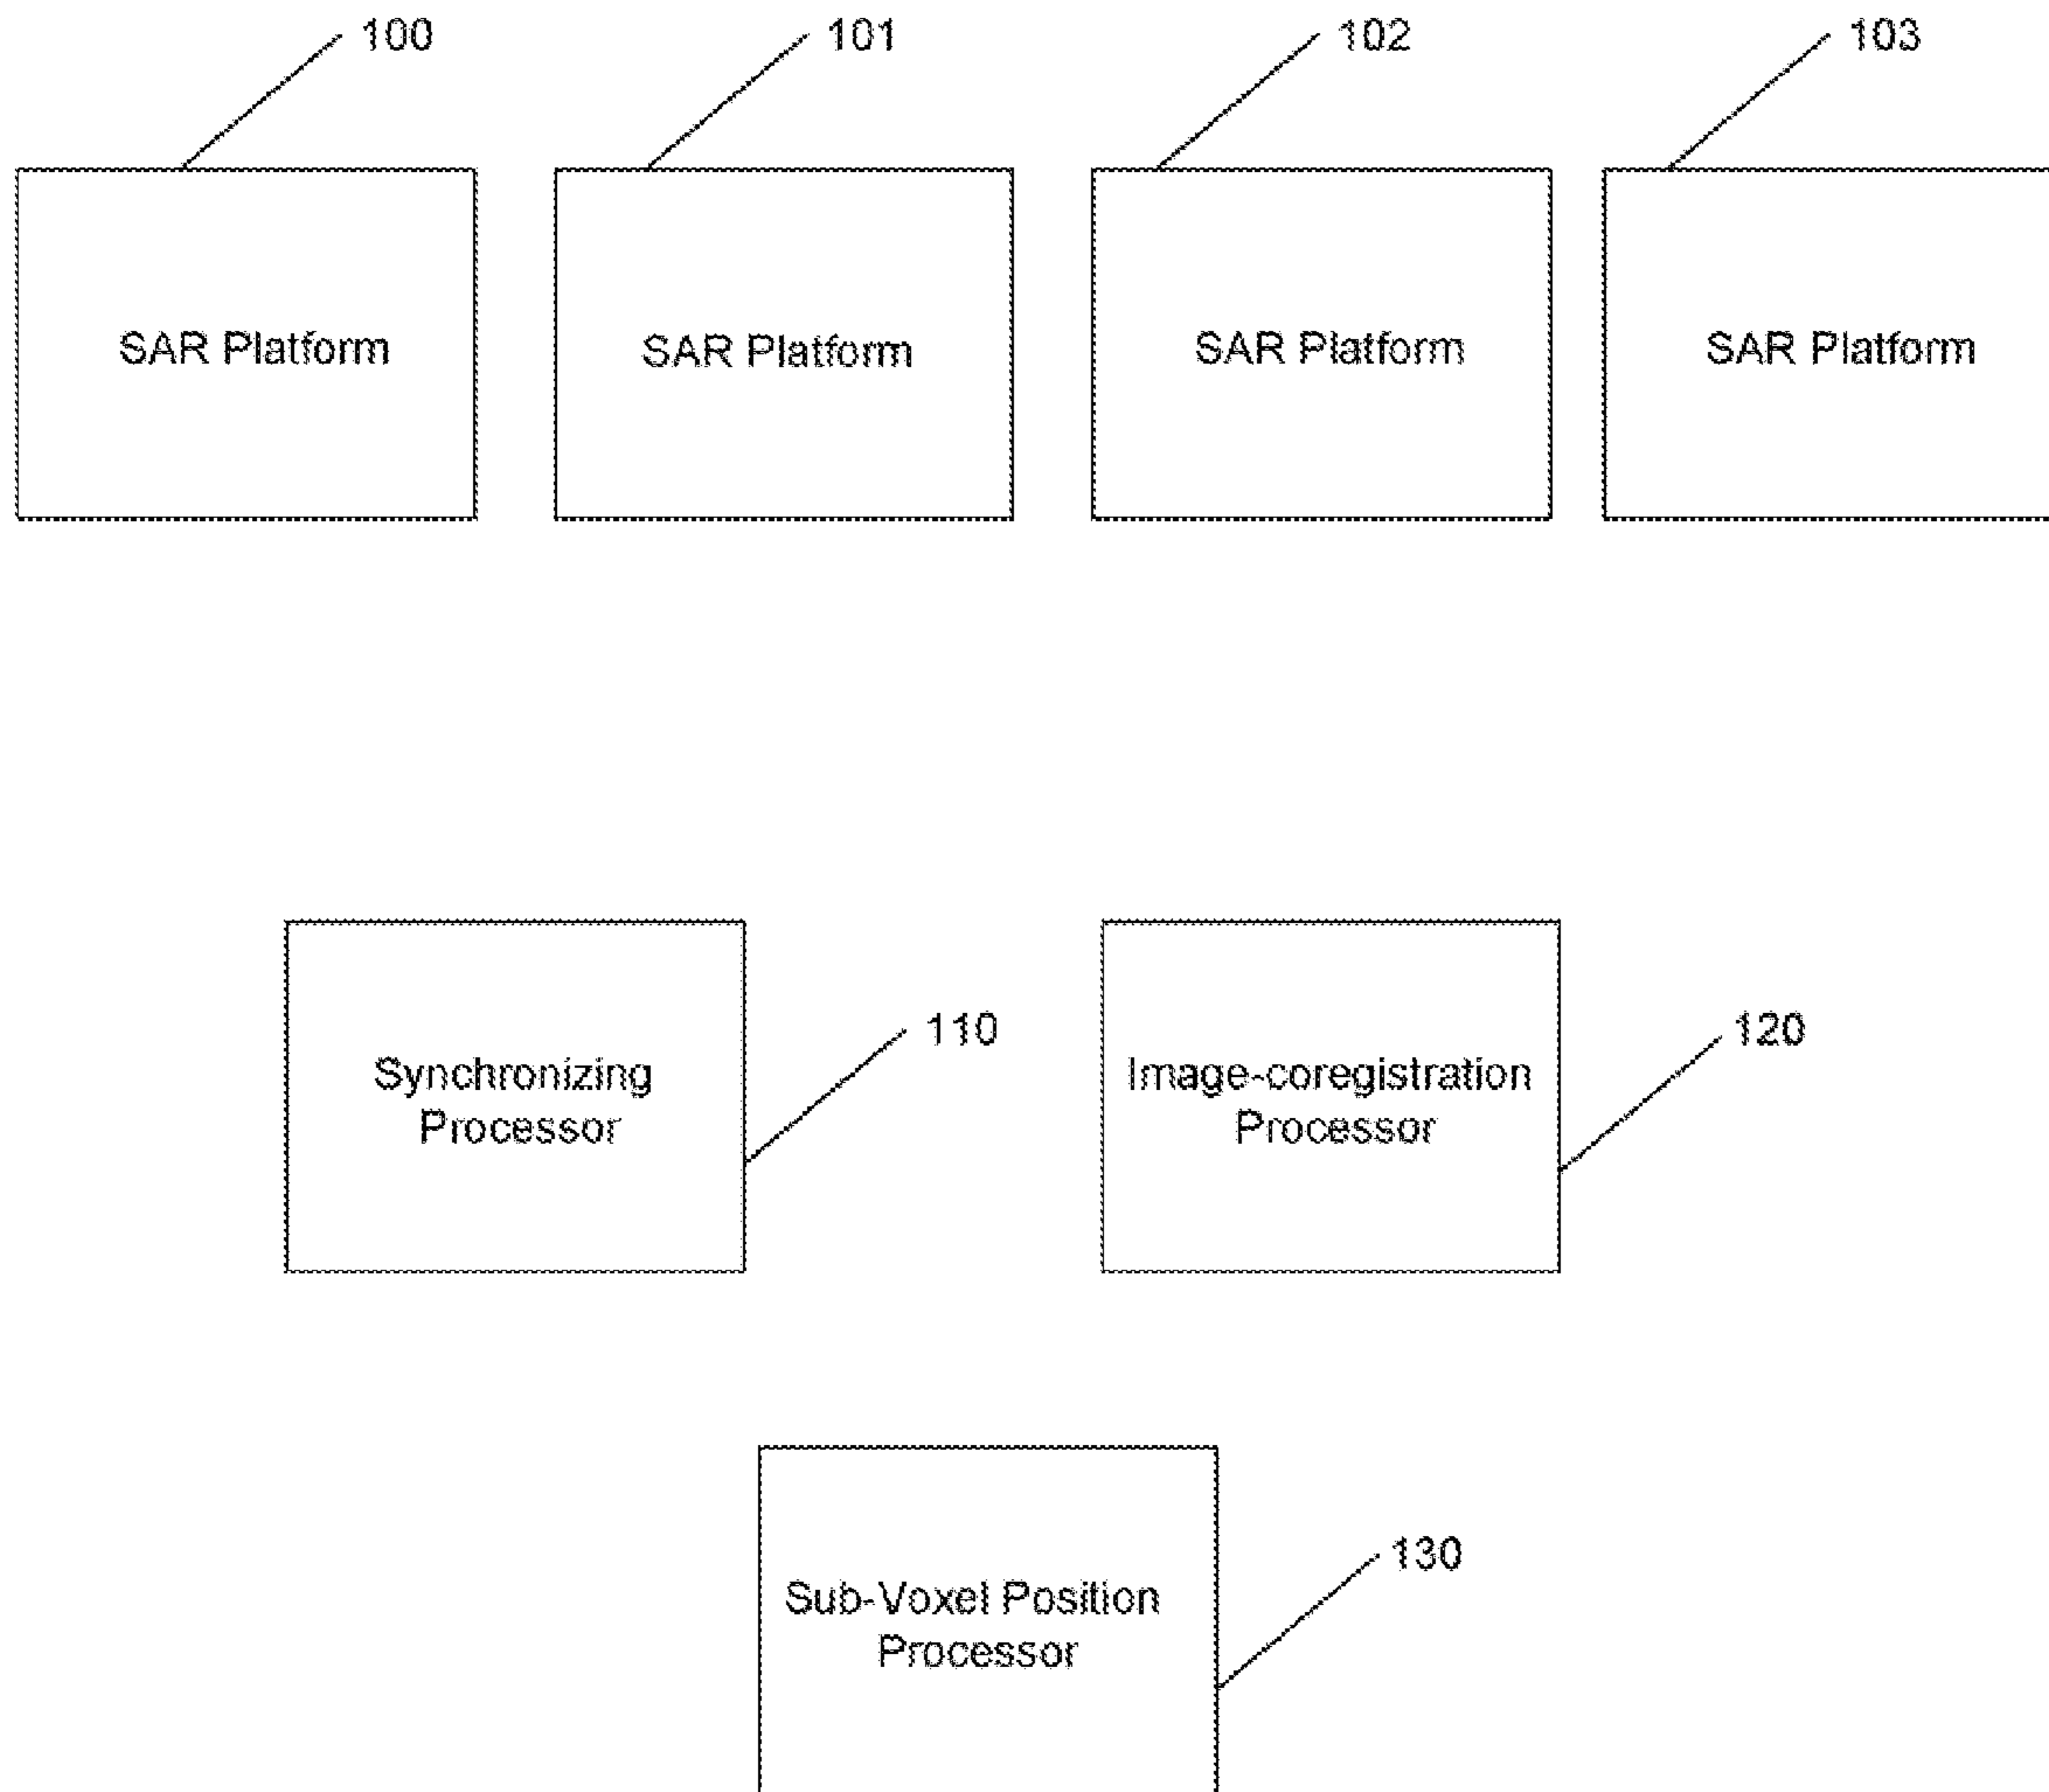 100
101
102
103
SAR Platform
SAR Platform
SAR Platform
SAR Platform
Synchronizing
Processor
110
Image-coregistration
Processor
120
Sub-Voxel Position
Processor
130